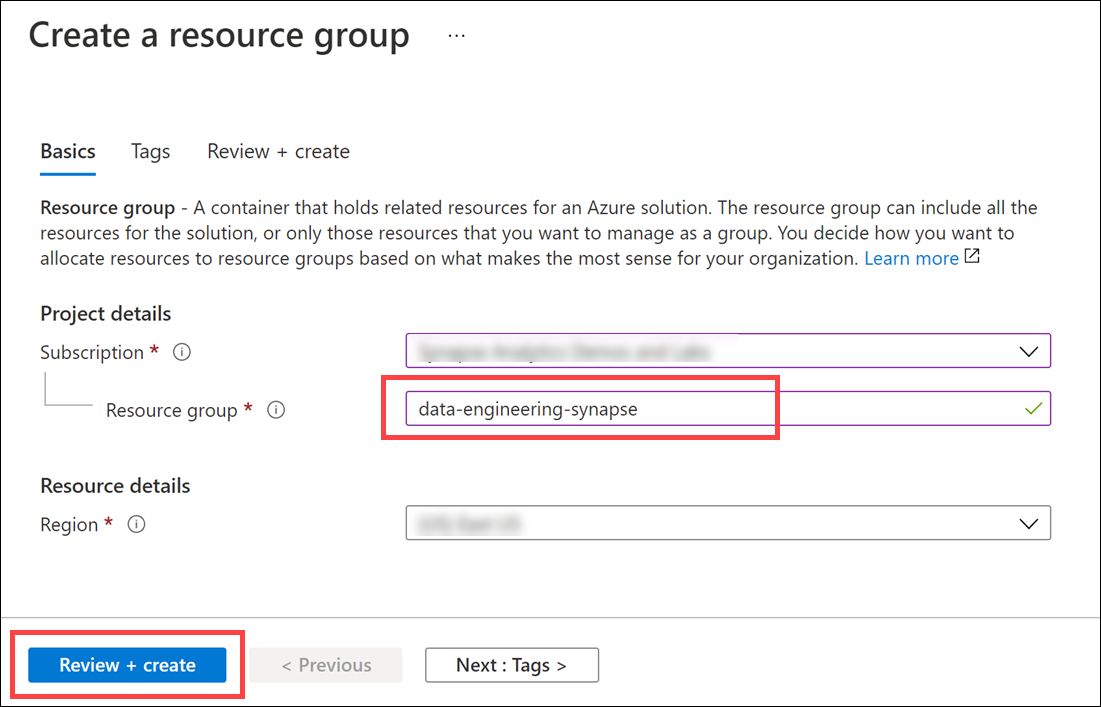 Create a resource group ...
Basics Tags Review + create
Resource group - A container that holds related resources for an Azure solution. The resource group can include all the
resources for the solution, or only those resources that you want to manage as a group. You decide how you want to
allocate resources to resource groups based on what makes the most sense for your organization. Learn more
Project details
Subscription *
Resource group * data-engineering-synapse
Resource details
Region *
Review + create < Previous Next : Tags >